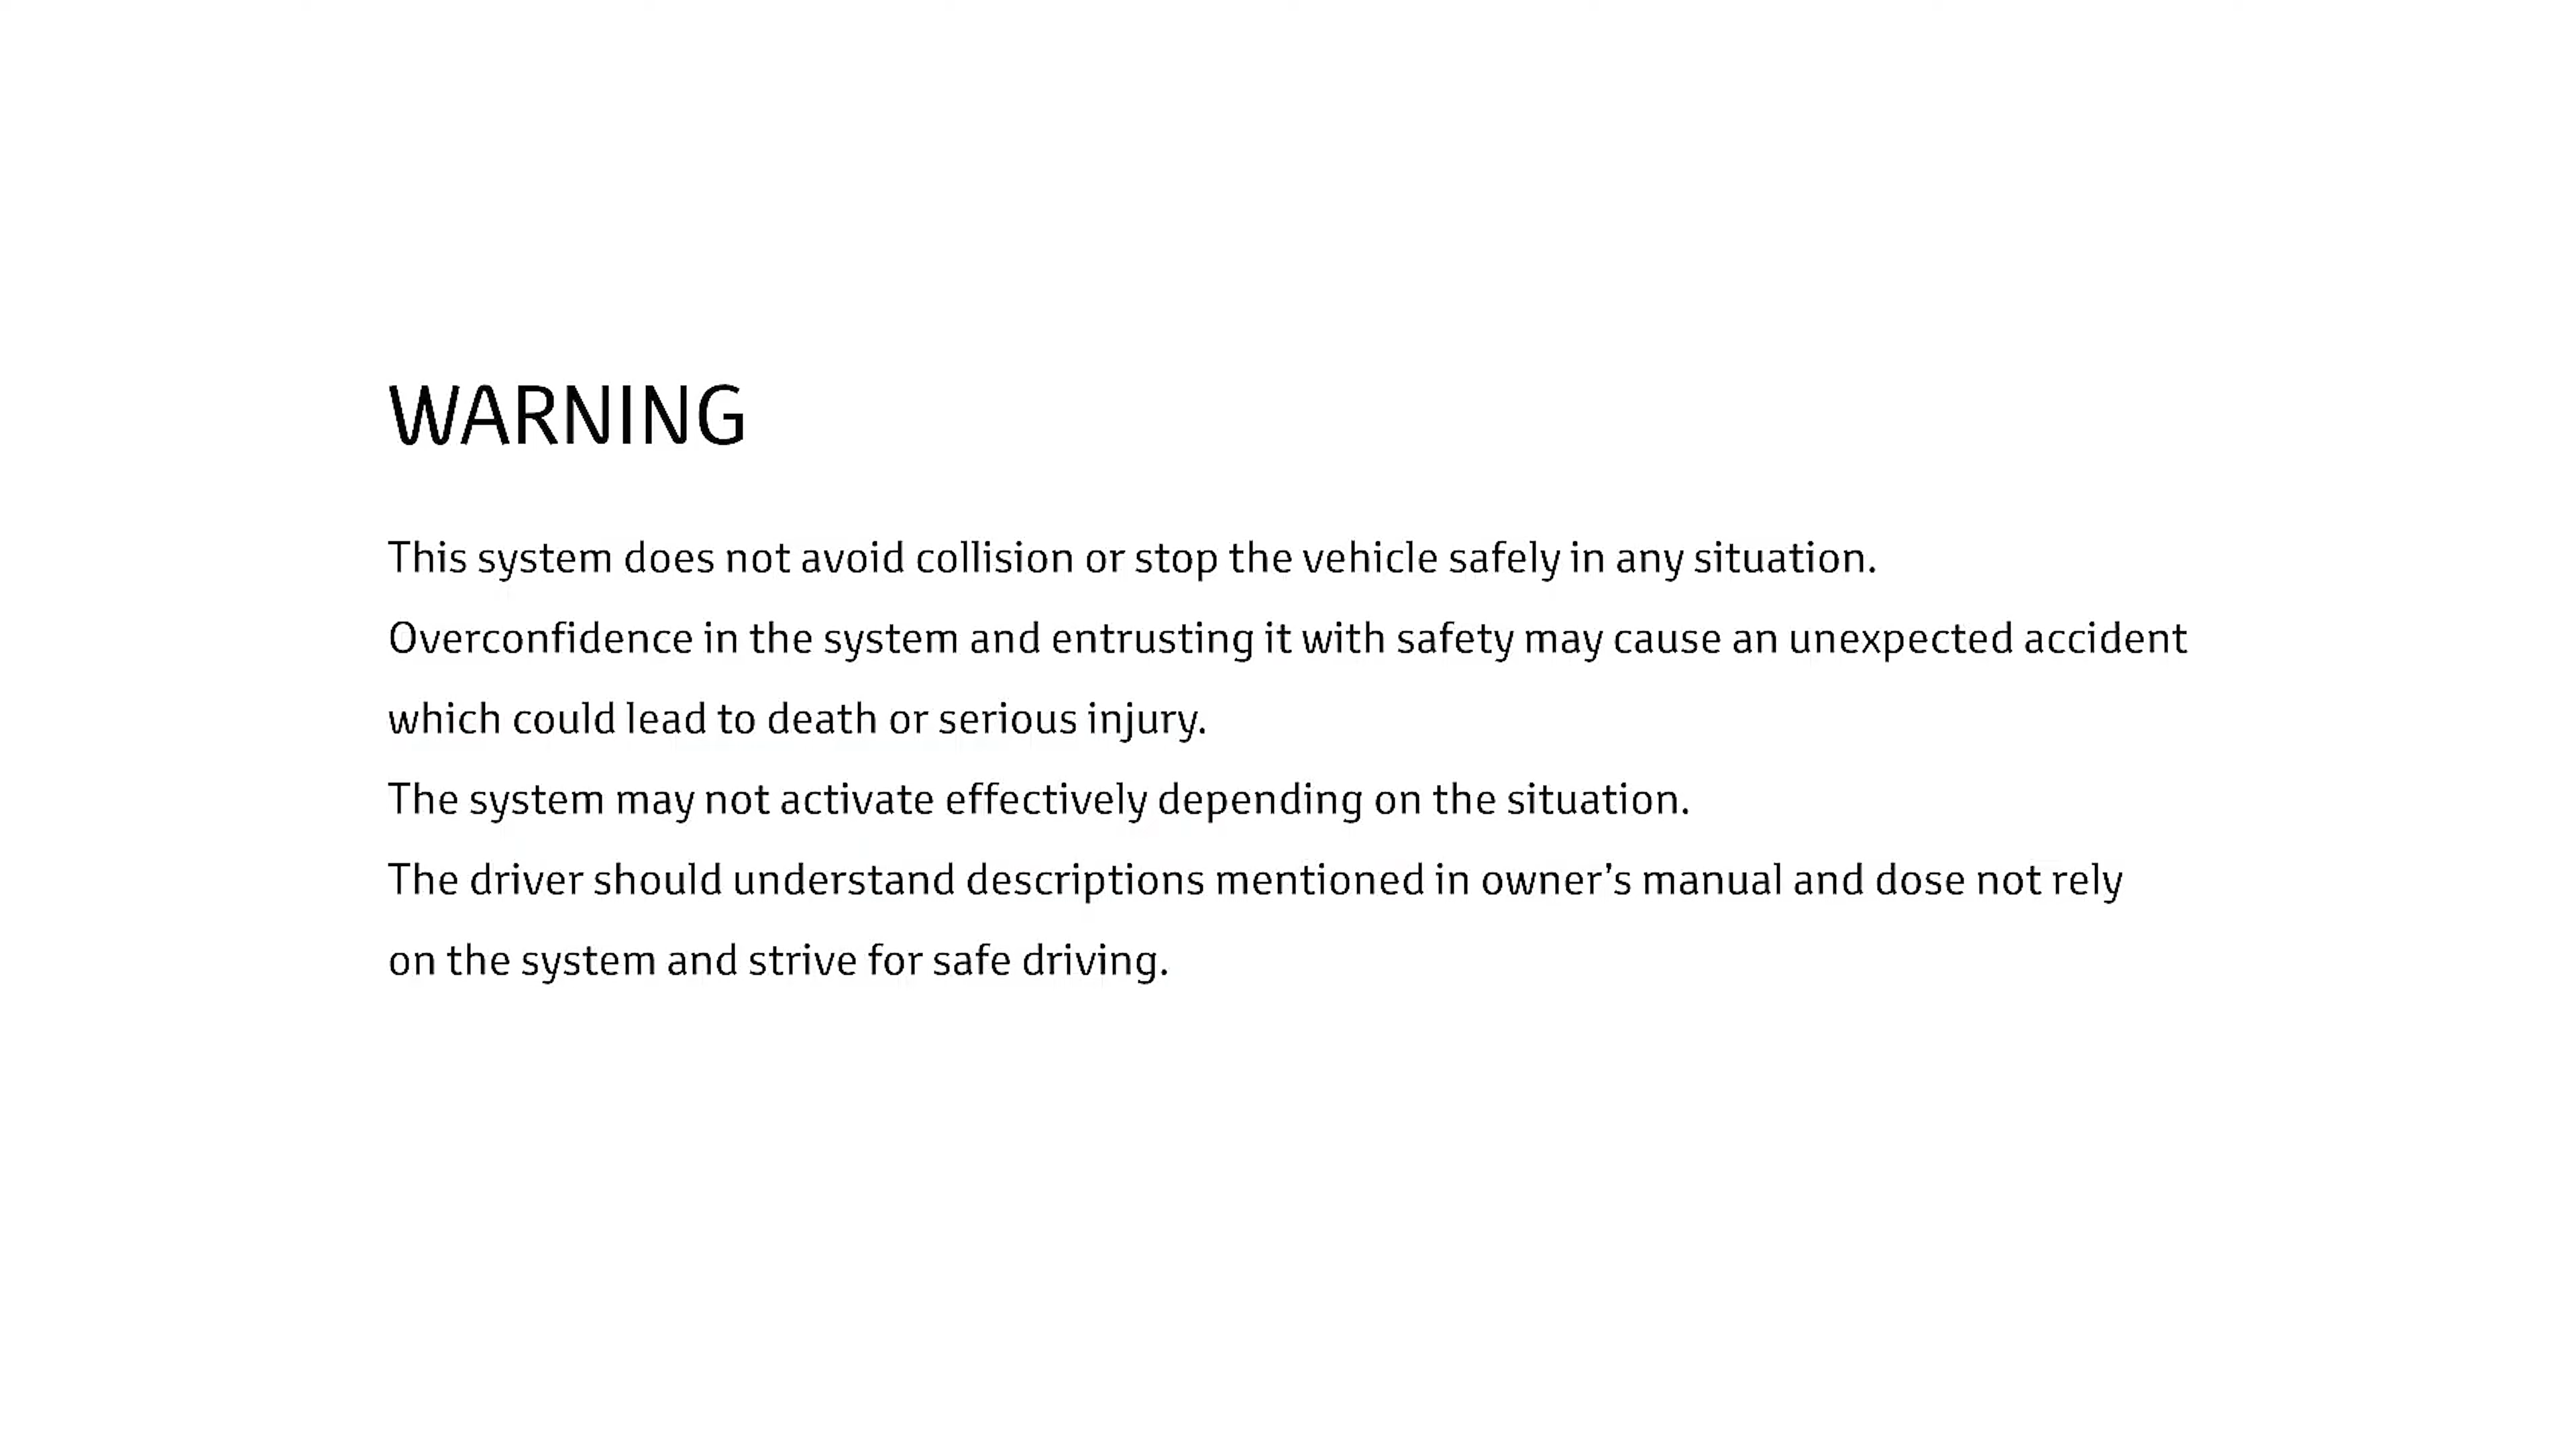 WARNING
This system does not avoid collision or stop the vehicle safely in any situation.
Overconfidence in the system and entrusting it with safety may cause an unexpected accident
which could lead to death or serious injury.
The system may not activate effectively depending on the situation.
The driver should understand descriptions mentioned in owner’s manual and dose not rely
on the system and strive for safe driving.